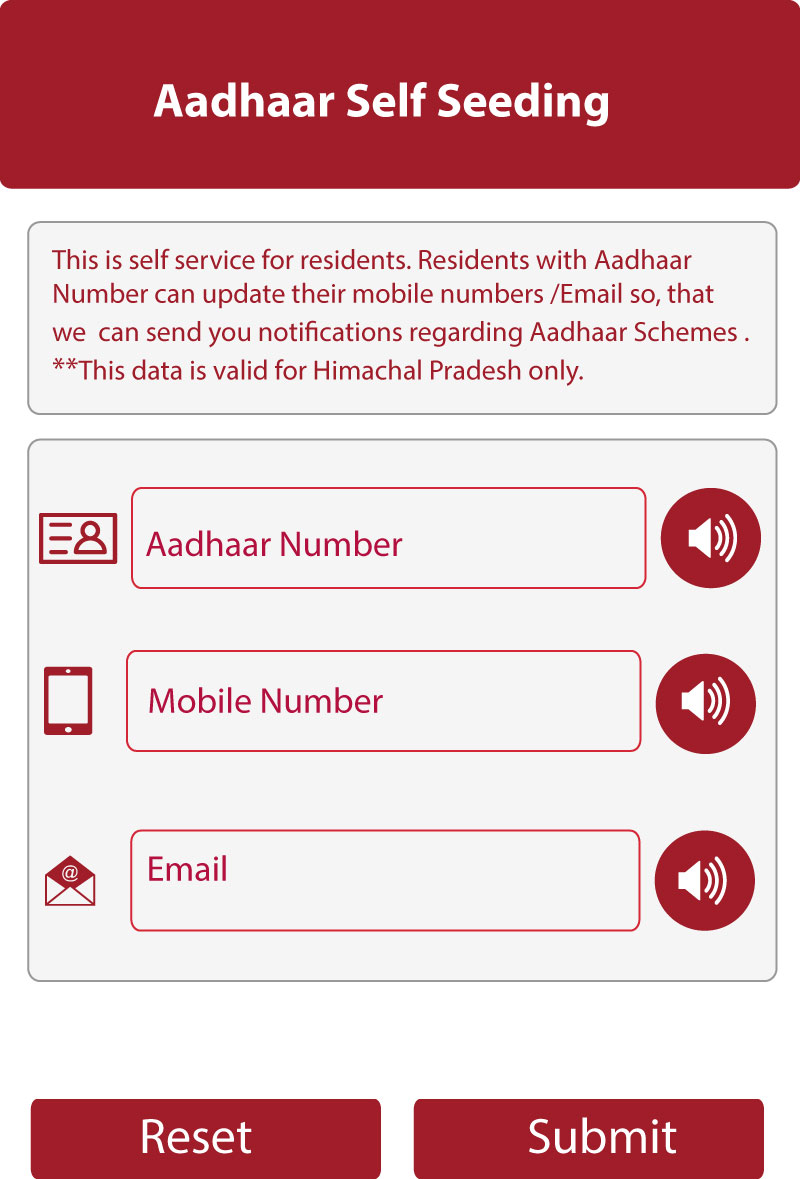 Aadhaar Self Seeding
This is self service for residents. Residents with Aadhaar
Number can update their mobile numbers /Email so, that
we  can send you notifications regarding Aadhaar Schemes .
**This data is valid for Himachal Pradesh only.
Aadhaar Number
Mobile Number
@
Email
Reset
Submit